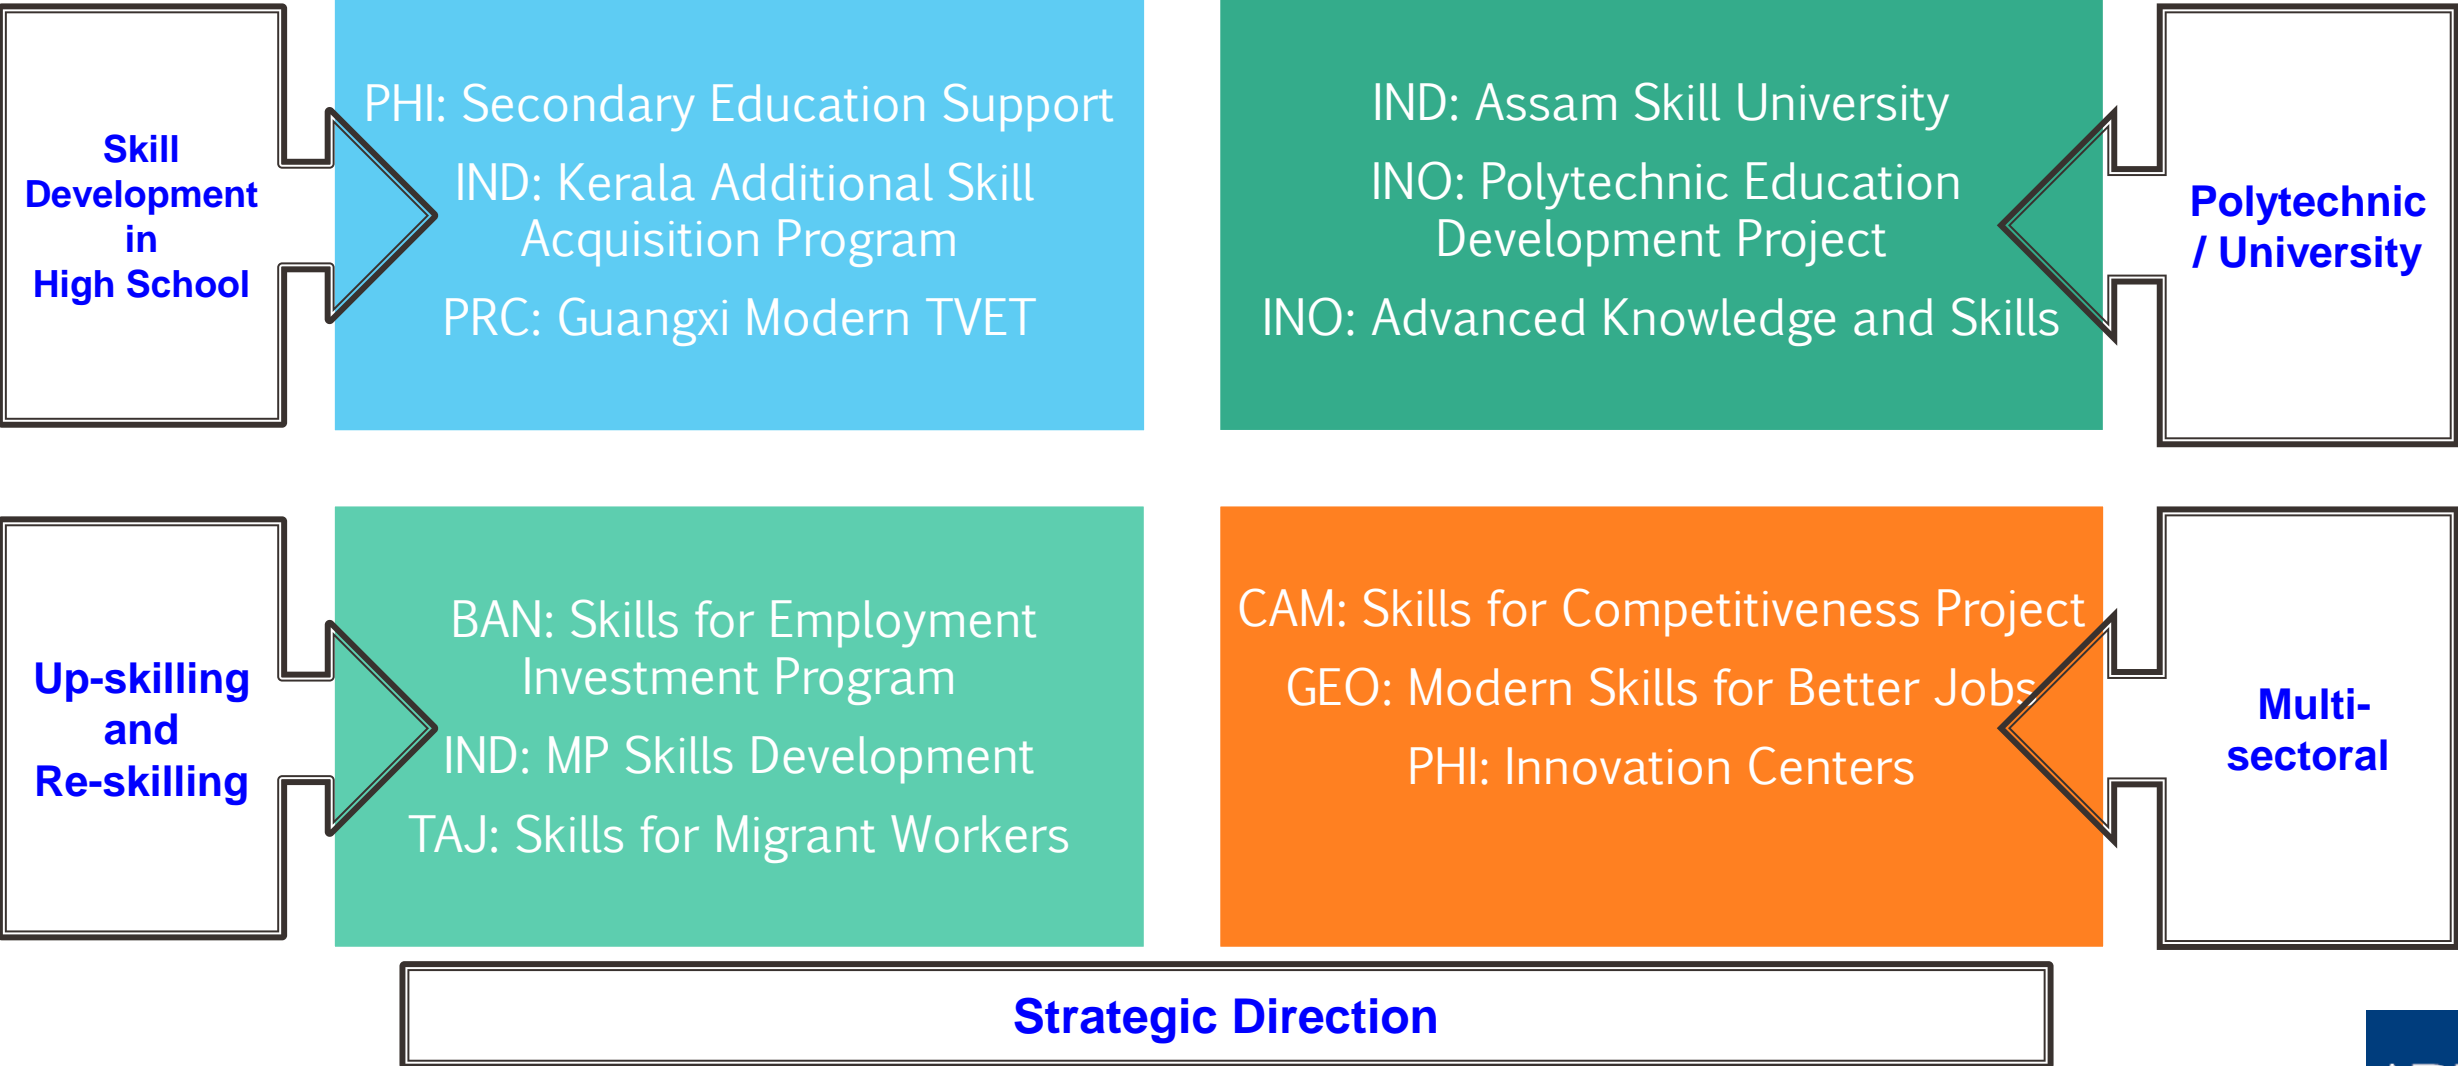 Skill
Development
in
High School
PHI: Secondary Education Support
IND: Kerala Additional Skill
Acquisition Program
PRC: Guangxi Modern TVET
IND: Assam Skill University
INO: Polytechnic Education
Development Project
INO: Advanced Knowledge and Skills
Polytechnic
/ University
Up-skilling
and
Re-skilling
BAN: Skills for Employment
Investment Program
IND: MP Skills Development
TAJ: Skills for Migrant Workers
CAM: Skills for Competitiveness Project
GEO: Modern Skills for Better Jobs
PHI: Innovation Centers
Multi-
sectoral
Strategic Direction